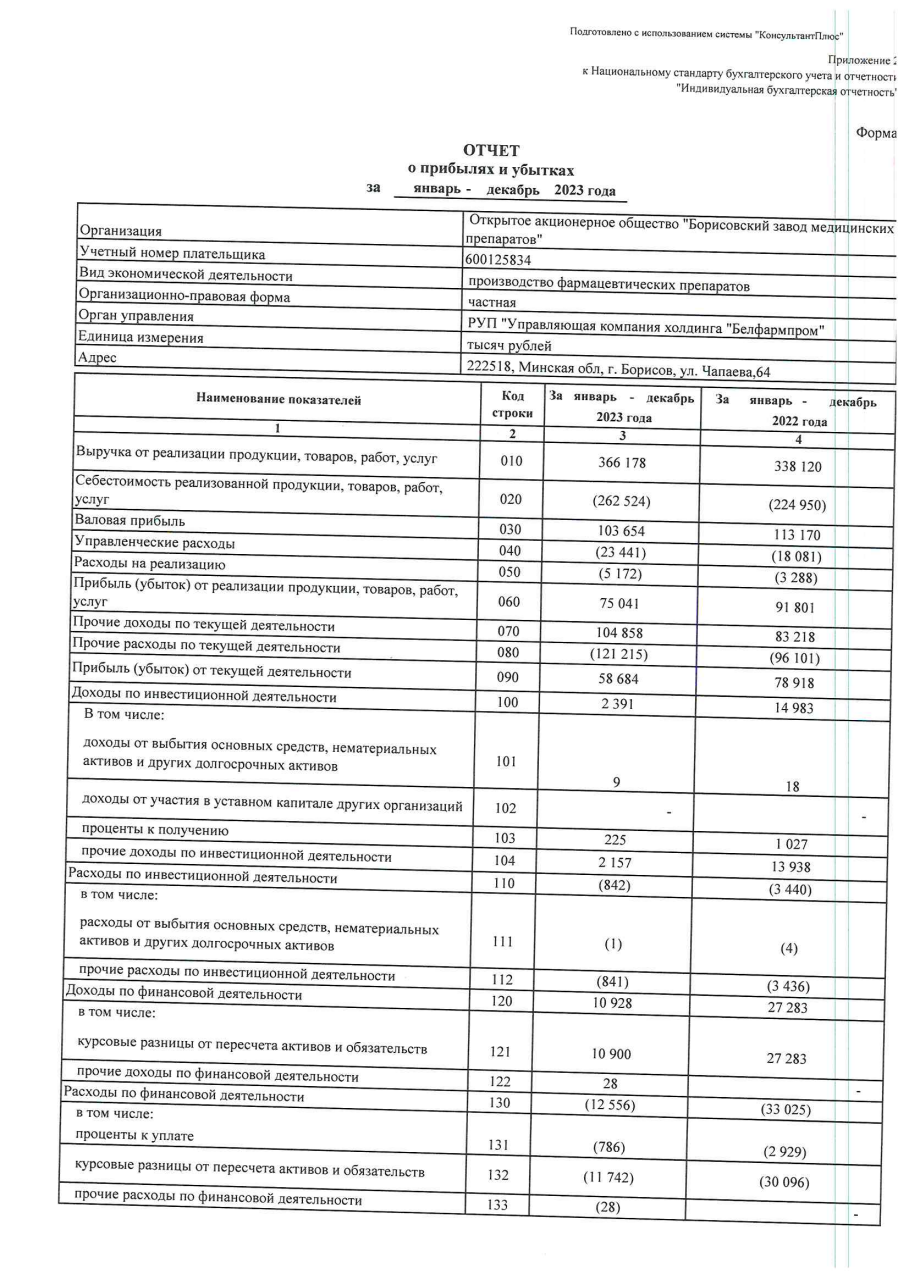 Подготовлено с использованием системы "КонсультантПлюс"
Приложение 2
к Национальному стандарту бухгалтерского учета и отчетности
"Индивидуальная бухгалтерская отчетность"
Форма
ОТЧЕТ
о прибылях и убытках
за январь - декабрь 2023 года
Организация Открытое акционерное общество "Борисовский завод медицинских
препаратов"
Учетный номер плательщика 600125834
Вид экономической деятельности производство фармацевтических препаратов
Организационно-правовая форма частная
Орган управления РУП "Управляющая компания холдинга "Белфармпром"
Единица измерения тысяч рублей
Адрес 222518, Минская обл, г. Борисов, ул. Чапаева,64
Наименование показателей Код За январь - декабрь За январь - декабрь
строки 2023 года 2022 года
1 2 3 4
Выручка от реализации продукции, товаров, работ, услуг 010 366 178 338 120
Себестоимость реализованной продукции, товаров, работ,
услуг 020 (262 524) (224 950)
Валовая прибыль 030 103 654 113 170
Управленческие расходы 040 (23 441) (18 081)
Расходы на реализацию 050 (5 172) (3 288)
Прибыль (убыток) от реализации продукции, товаров, работ,
услуг 060 75 041 91 801
Прочие доходы по текущей деятельности 070 104 858 83 218
Прочие расходы по текущей деятельности 080 (121 215) (96 101)
Прибыль (убыток) от текущей деятельности 090 58 684 78 918
Доходы по инвестиционной деятельности 100 2 391 14 983
В том числе:
доходы от выбытия основных средств, нематериальных
активов и других долгосрочных активов 101 9 18
доходы от участия в уставном капитале других организаций 102 - -
проценты к получению 103 225 1 027
прочие доходы по инвестиционной деятельности 104 2 157 13 938
Расходы по инвестиционной деятельности 110 (842) (3 440)
в том числе:
расходы от выбытия основных средств, нематериальных
активов и других долгосрочных активов 111 (1) (4)
прочие расходы по инвестиционной деятельности 112 (841) (3 436)
Доходы по финансовой деятельности 120 10 928 27 283
в том числе:
курсовые разницы от пересчета активов и обязательств 121 10 900 27 283
прочие доходы по финансовой деятельности 122 28 -
Расходы по финансовой деятельности 130 (12 556) (33 025)
в том числе:
проценты к уплате 131 (786) (2 929)
курсовые разницы от пересчета активов и обязательств 132 (11 742) (30 096)
прочие расходы по финансовой деятельности 133 (28) -